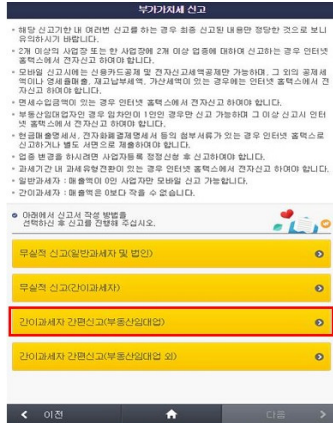 부가가치세 신고
• 해당 신고기한 내 여러번 신고를 하는 경우 최종 신고된 내용만 정당한 것으로 보니
유의하시기 바랍니다.
• 2개 이상의 사업장 또는 한 사업장에 2개 이상 업종에 대하여 신고하는 경우 인터넷
홈택스에서 전자신고 하여야 합니다.
• 모바일 신고시에는 신용카드공제 및 전자신고세액공제만 가능하며, 그 외의 공제세
액이나 영세율매출, 재고납부세액, 가산세액이 있는 경우에는 인터넷 홈택스에서 전
자신고 하여야 합니다.
• 면세수입금액이 있는 경우 인터넷 홈택스에서 전자신고 하여야 합니다.
• 부동산임대업자인 경우 임차인이 1인인 경우만 신고 가능하며 그 이상 신고시 인터
넷 홈택스에서 전자신고 하여야 합니다.
• 현금매출명세서, 전자화폐결제명세서 등의 첨부서류가 있는 경우 인터넷 홈택스로
신고하거나 별도 서면으로 제출하여야 합니다.
• 업종 변경을 하시려면 사업자등록 정정신청 후 신고하여야 합니다.
• 과세기간 내 과세유형전환이 있는 경우 인터넷 홈택스에서 전자신고 하여야 합니다.
• 일반과세자 : 매출액이 0인 사업자만 모바일 신고 가능합니다.
• 간이과세자 : 매출액은 0보다 작을 수 없습니다.
아래에서 신고서 작성 방법을
선택하신 후 신고를 진행해 주십시오.
무실적 신고(일반과세자 및 법인)
무실적 신고(간이과세자)
간이과세자 간편신고(부동산임대업)
간이과세자 간편신고(부동산임대업 외)
이전 다음